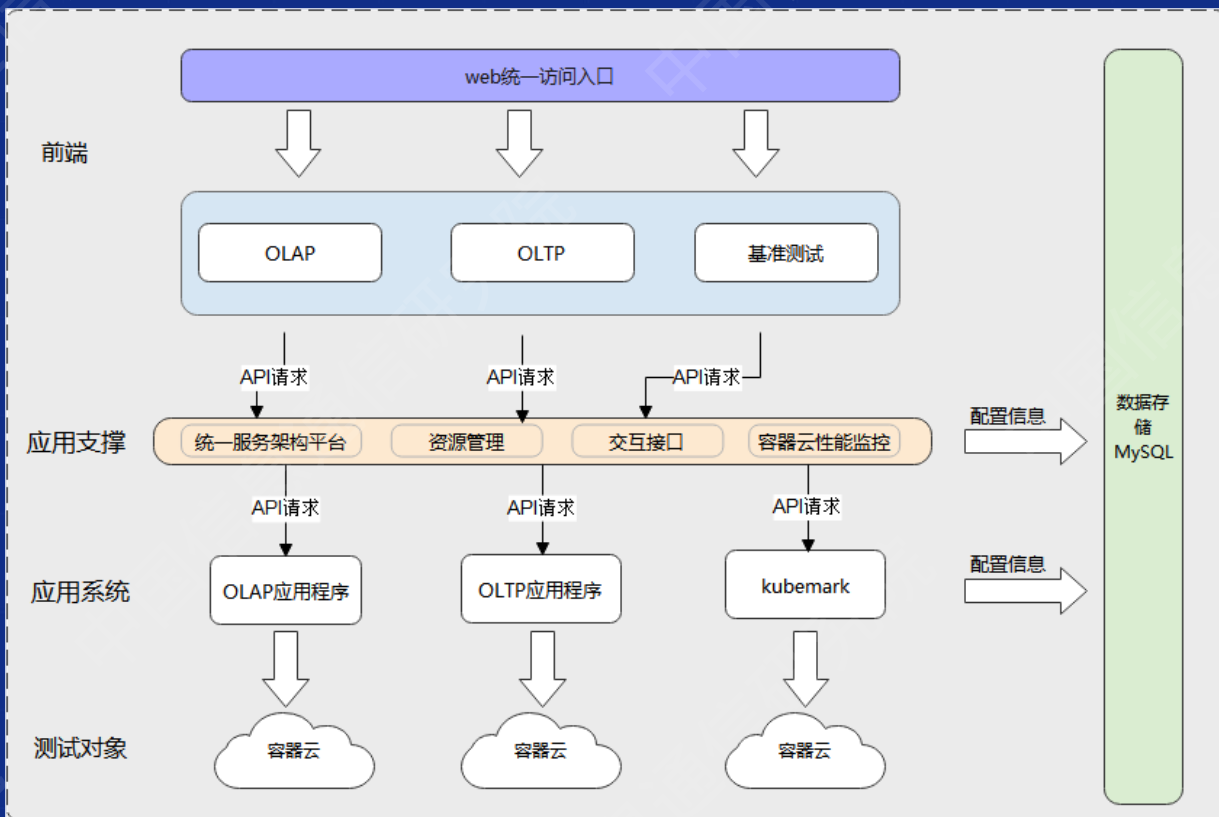 web统一访问入口
前端
OLAP
OLTP
基准测试
API请求
API请求
API请求
应用支撑
统一服务架构平台
资源管理
交互接口
容器云性能监控
配置信息
数据存
储
MySQL
API请求
API请求
API请求
应用系统
OLAP应用程序
OLTP应用程序
kubemark
配置信息
测试对象
容器云
容器云
容器云